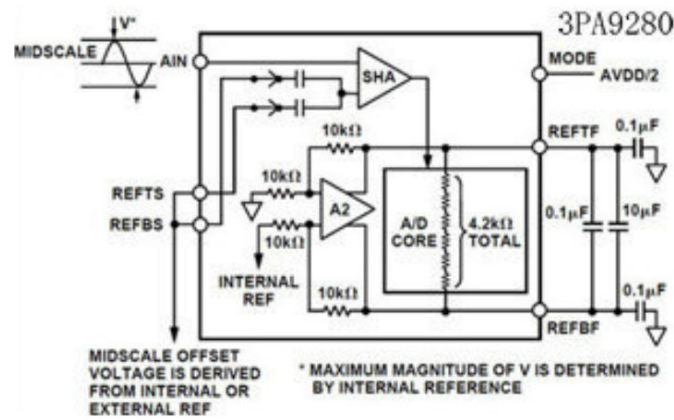 3PA9280
V*
MIDSCALE
AIN
SHA
MODE
AVDD/2
10kΩ
REFTF
0.1µF
10kΩ
REFTS
REFBS
A2
10kΩ
A/D
CORE
4.2kΩ
TOTAL
0.1µF
10µF
INTERNAL
REF
10kΩ
0.1µF
REFBF
MIDSCALE OFFSET
VOLTAGE IS DERIVED
FROM INTERNAL OR
EXTERNAL REF
* MAXIMUM MAGNITUDE OF V IS DETERMINED
BY INTERNAL REFERENCE